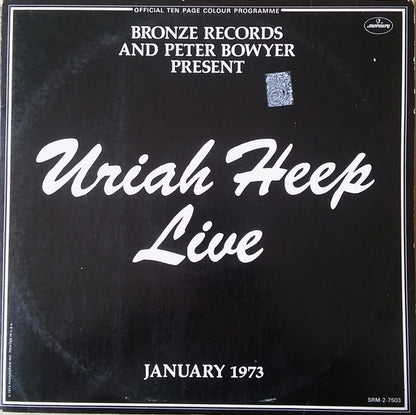 OFFICIAL TEN PAGE COLOUR PROGRAMME
mercury
BRONZE RECORDS
AND PETER BOWYER
PRESENT
Uriah Heep
Live
JANUARY 1973
SRM-2-7503